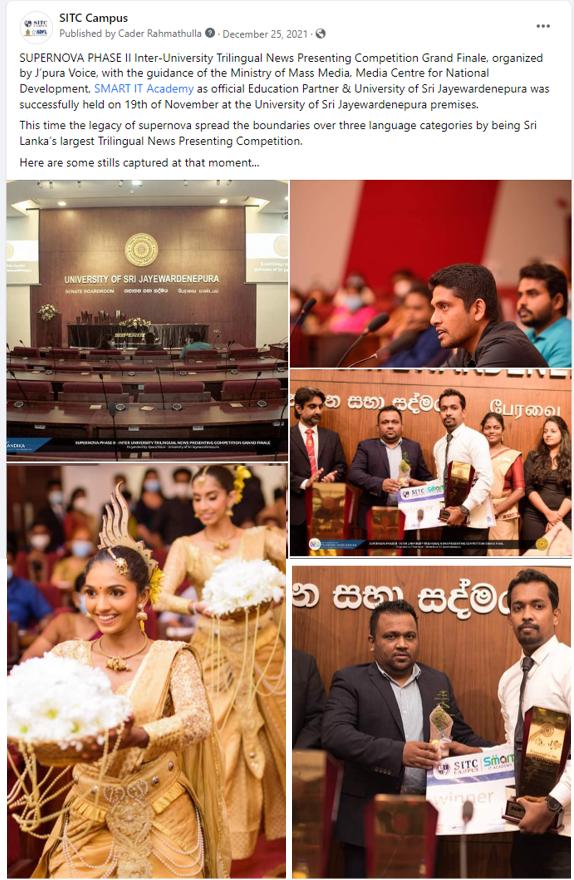 SITC Campus
Published by Cader Rahmathulla · December 25, 2021 ·
SUPERNOVA PHASE II Inter-University Trilingual News Presenting Competition Grand Finale, organized
by J'pura Voice, with the guidance of the Ministry of Mass Media, Media Centre for National
Development, SMART IT Academy as official Education Partner & University of Sri Jayewardenepura was
successfully held on 19th of November at the University of Sri Jayewardenepura premises.
This time the legacy of supernova spread the boundaries over three language categories by being Sri
Lanka's largest Trilingual News Presenting Competition.
Here are some stills captured at that moment...
UNIVERSITY OF SRI JAYEWARDENEPURA
SENATE BOARDROOM
SUPERNOVA PHASE II - INTER UNIVERSITY TRILINGUAL NEWS PRESENTING COMPETITION GRAND FINALE
න සභා සද්ම
பேரவை
SITC
CAMPUS
Smart
න සභා සද්ම
SITC
CAMPUS
Smart
winner